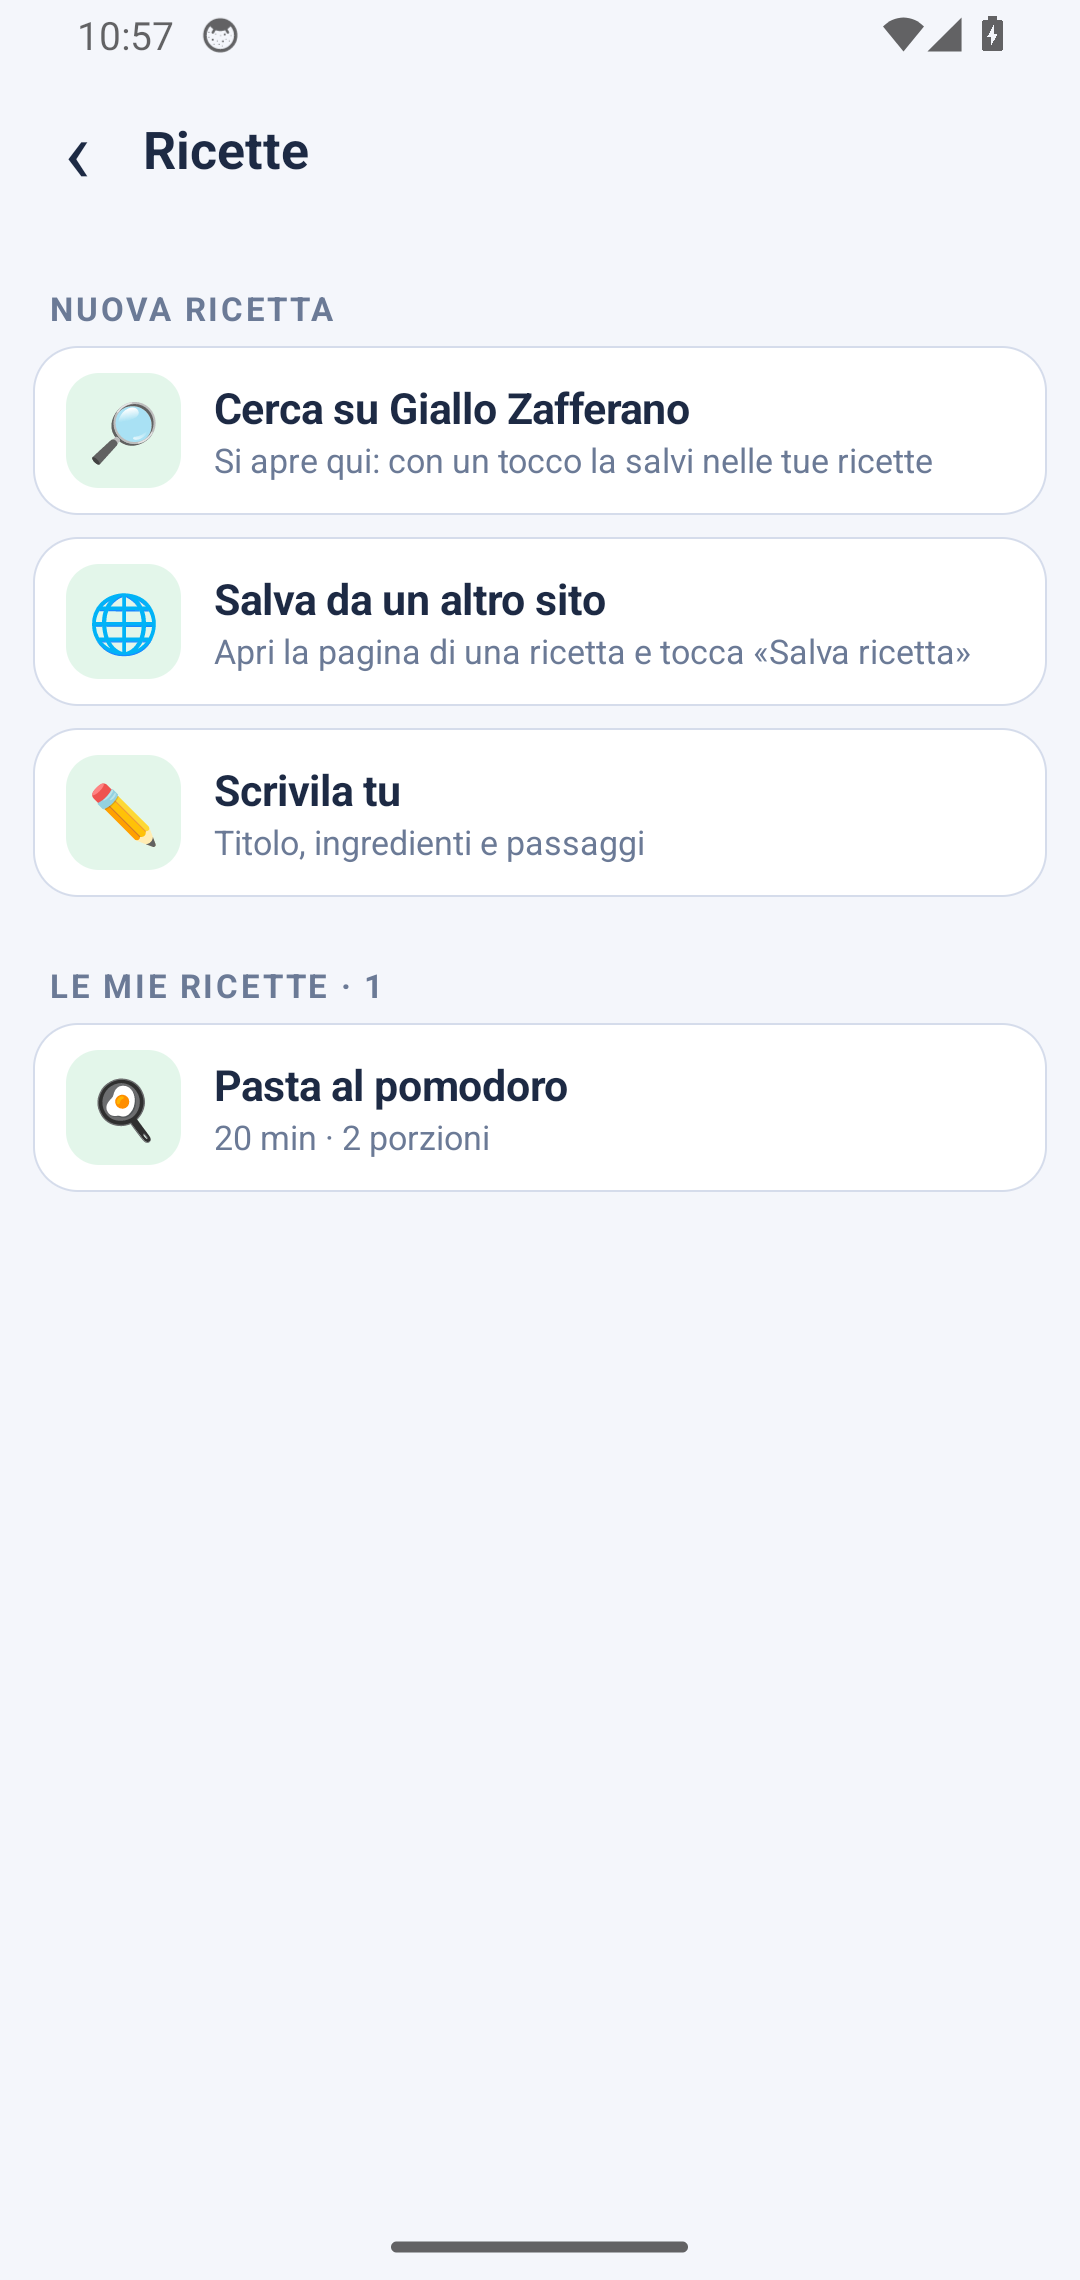 10:57
Ricette
NUOVA RICETTA
Cerca su Giallo Zafferano
Si apre qui: con un tocco la salvi nelle tue ricette
Salva da un altro sito
Apri la pagina di una ricetta e tocca «Salva ricetta»
Scrivila tu
Titolo, ingredienti e passaggi
LE MIE RICETTE · 1
Pasta al pomodoro
20 min · 2 porzioni